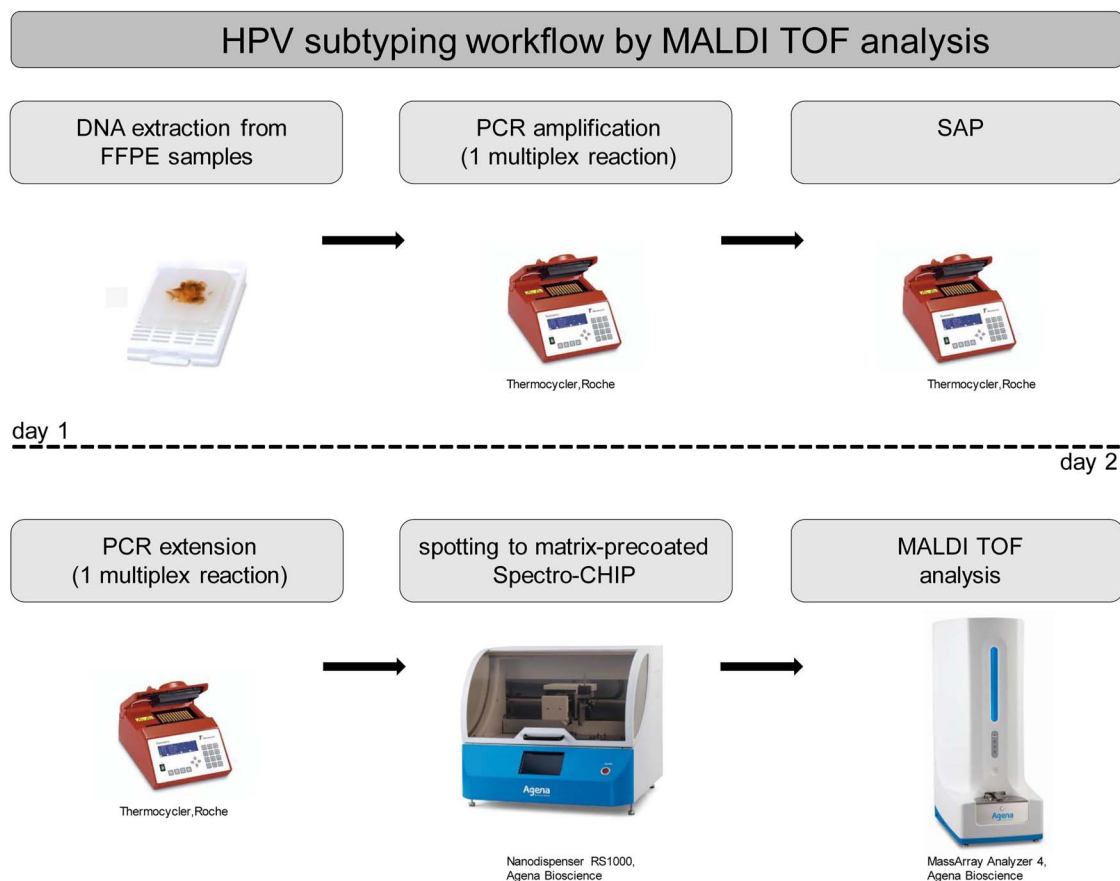 HPV subtyping workflow by MALDI TOF analysis
DNA extraction from
FFPE samples
PCR amplification
(1 multiplex reaction)
SAP
Thermocycler,Roche
Thermocycler,Roche
day 1
day 2
PCR extension
(1 multiplex reaction)
spotting to matrix-precoated
Spectro-CHIP
MALDI TOF
analysis
Thermocycler,Roche
Agena
Nanodispenser RS1000,
Agena Bioscience
Agena
MassArray Analyzer 4,
Agena Bioscience